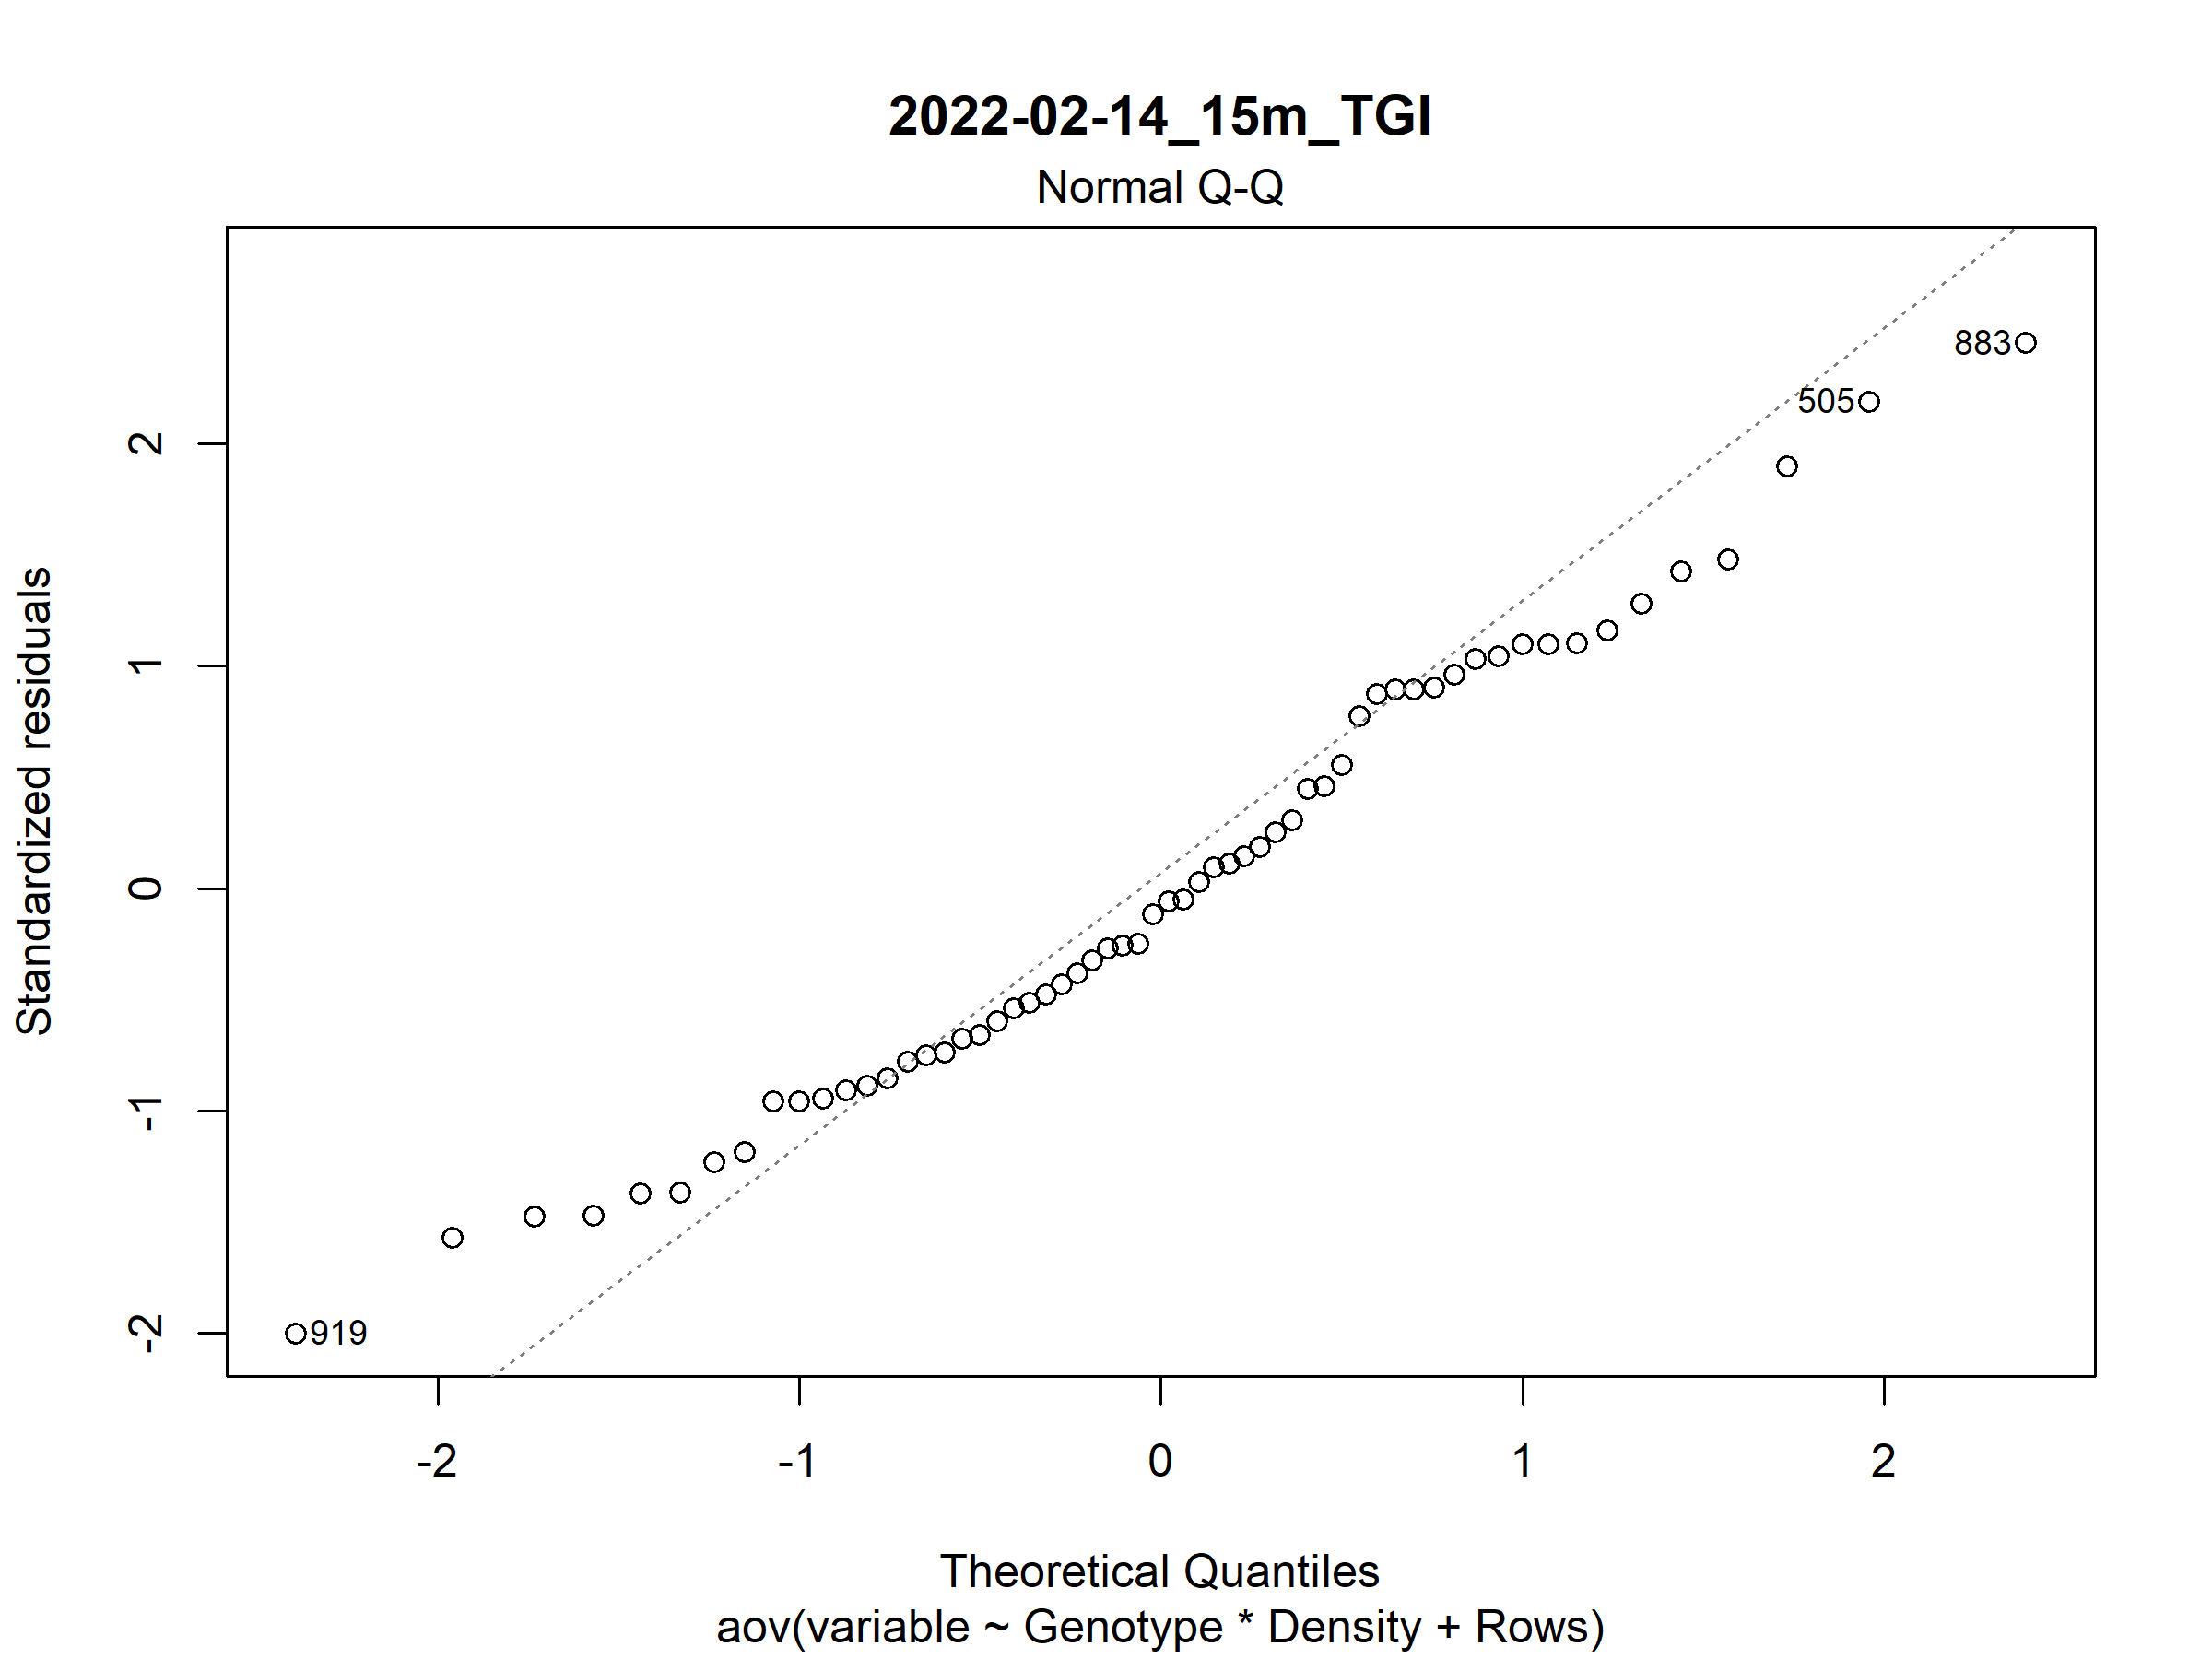 2022-02-14_15m_TGI
Normal Q-Q
883
505
2
1
0
-1
-2
Standardized residuals
919
-2 -1 0 1 2
Theoretical Quantiles
aov(variable ~ Genotype * Density + Rows)